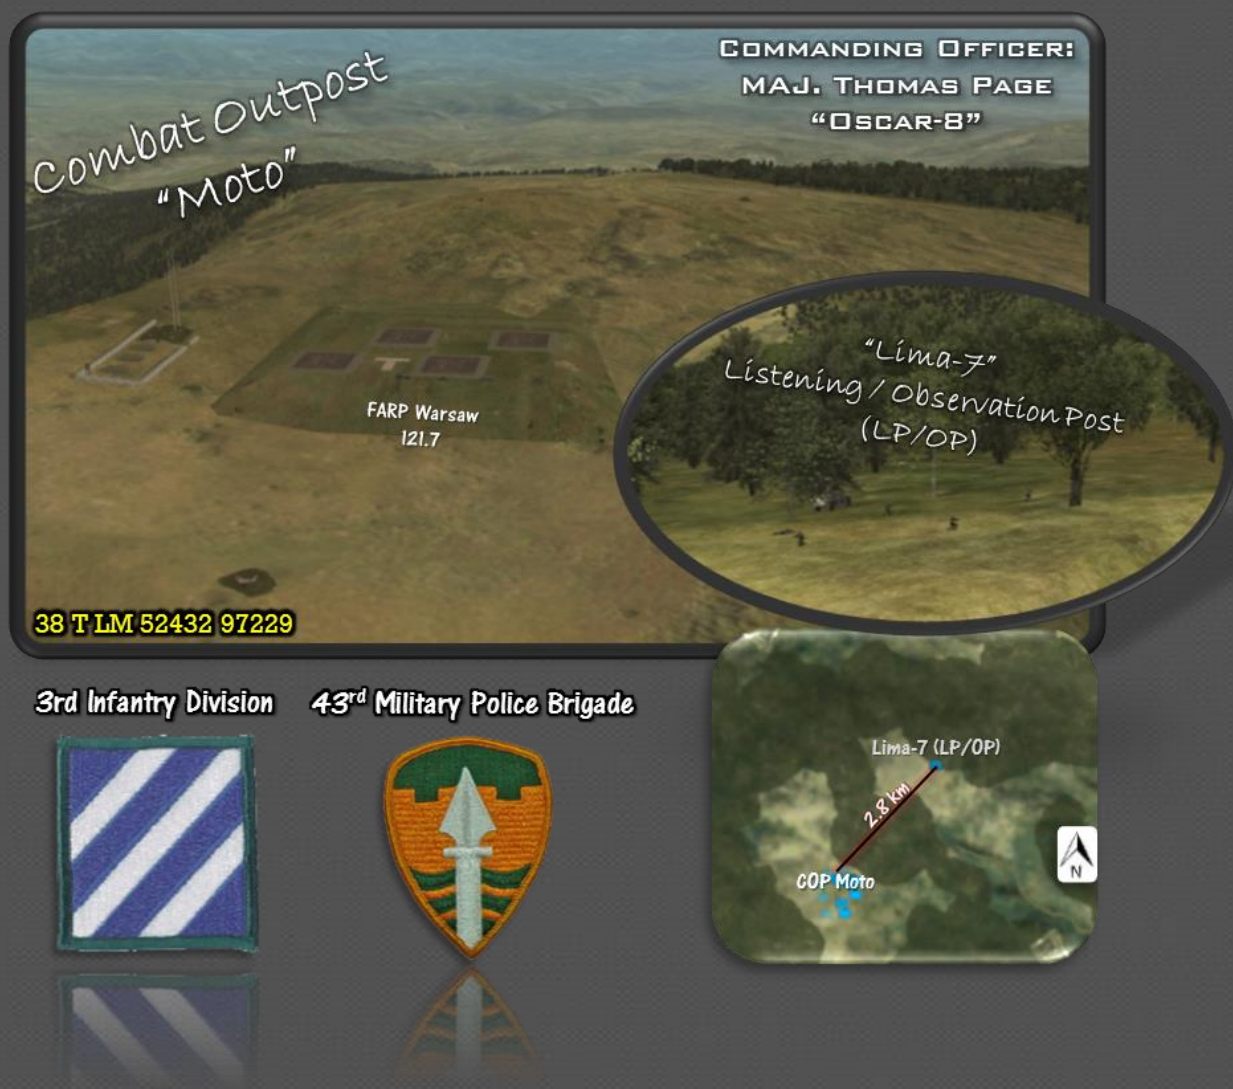 Combat Outpost
“Moto”
COMMANDING OFFICER:
MAJ. THOMAS PAGE
“OSCAR-8”
FARP Warsaw
121.7
“Lima-7”
Listening / Observation Post
(LP/OP)
38 T LM 52432 97229
3rd Infantry Division
43rd Military Police Brigade
Lima-7 (LP/OP)
2.8 km
COP Moto
N